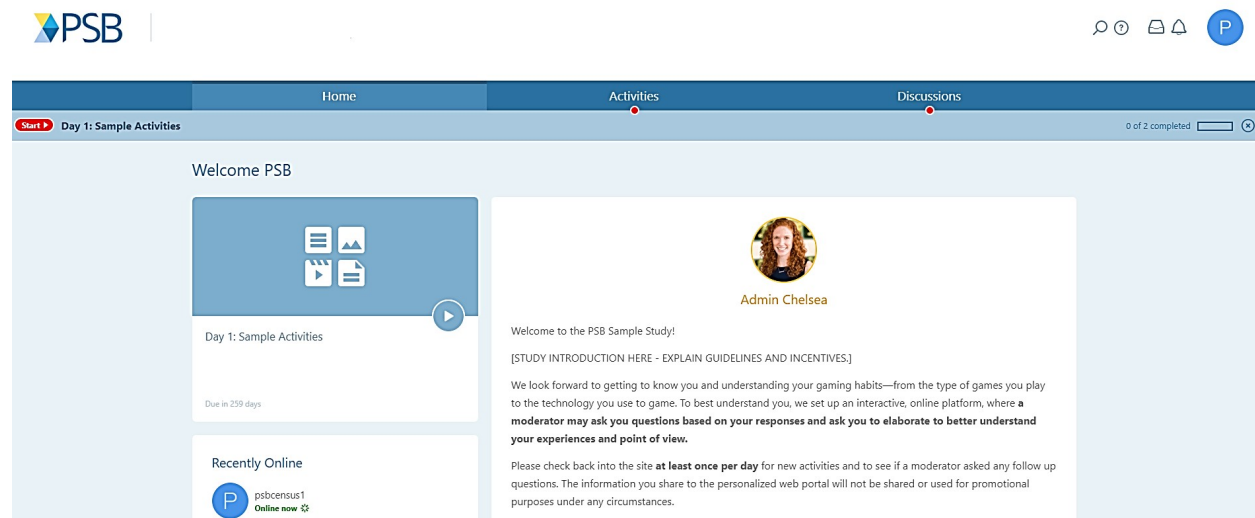 PSB
P
Home
Activities
Discussions
Start
Day 1: Sample Activities
0 of 2 completed
Welcome PSB
Day 1: Sample Activities
Due in 259 days
Recently Online
P
psbcensus1
Online now
Admin Chelsea
Welcome to the PSB Sample Study!
[STUDY INTRODUCTION HERE - EXPLAIN GUIDELINES AND INCENTIVES.]
We look forward to getting to know you and understanding your gaming habits—from the type of games you play
to the technology you use to game. To best understand you, we set up an interactive, online platform, where a
moderator may ask you questions based on your responses and ask you to elaborate to better understand
your experiences and point of view.
Please check back into the site at least once per day for new activities and to see if a moderator asked any follow up
questions. The information you share to the personalized web portal will not be shared or used for promotional
purposes under any circumstances.